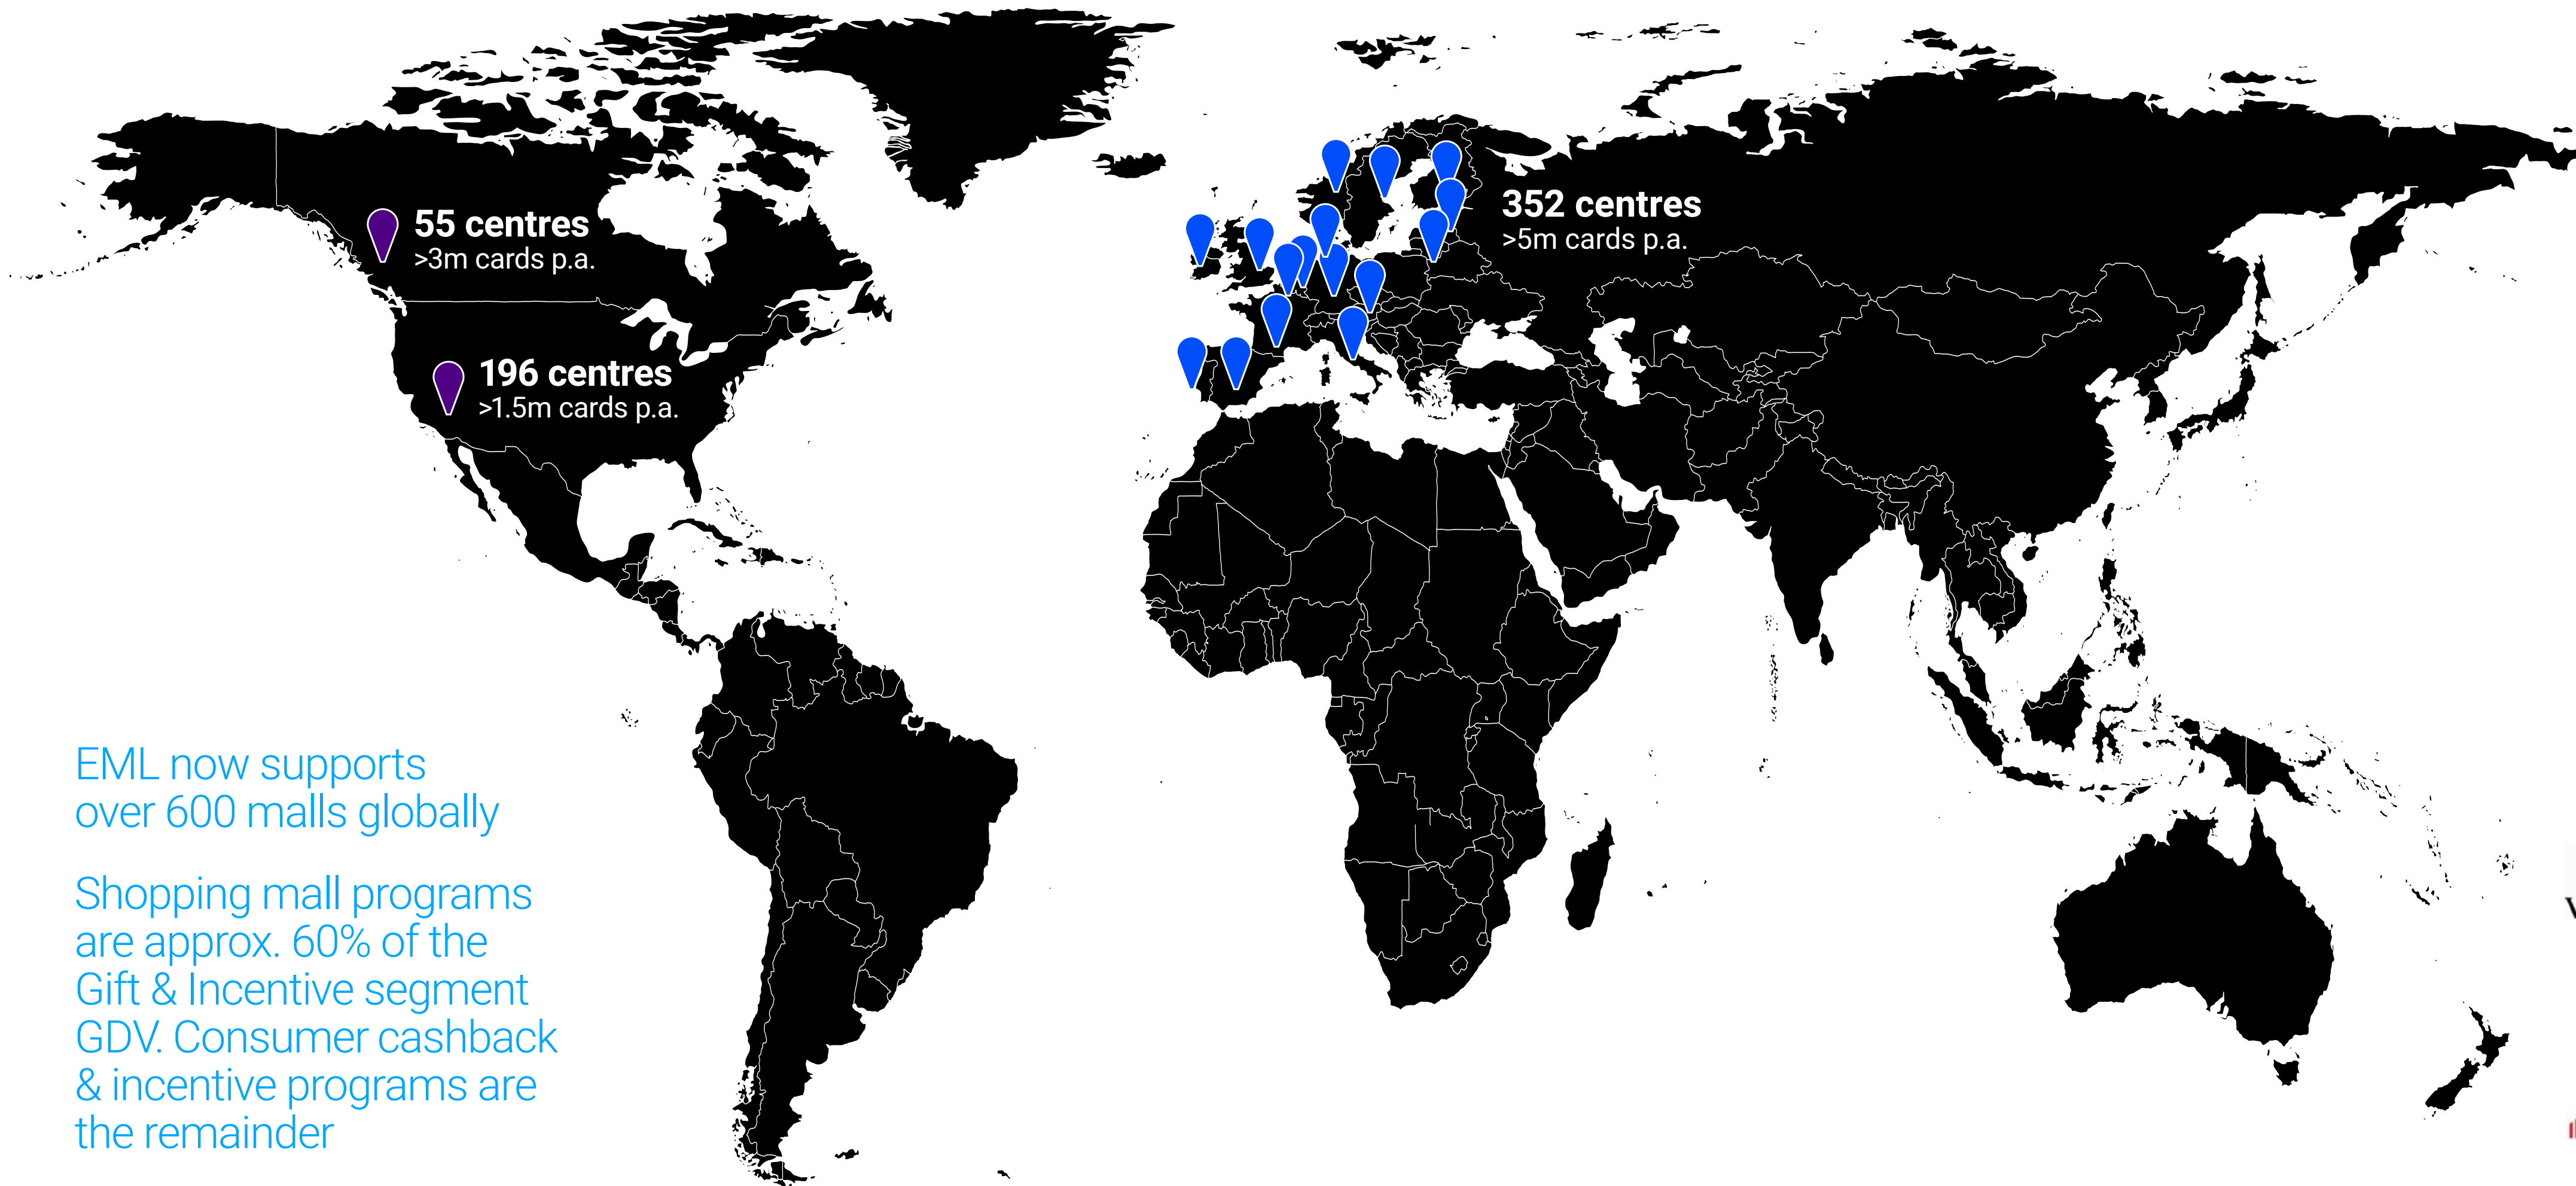 55 centres
>3m cards p.a.
196 centres
>1.5m cards p.a.
352 centres
>5m cards p.a.
EML now supports
over 600 malls globally
Shopping mall programs
are approx. 60% of the
Gift & Incentive segment
GDV. Consumer cashback
& incentive programs are
the remainder